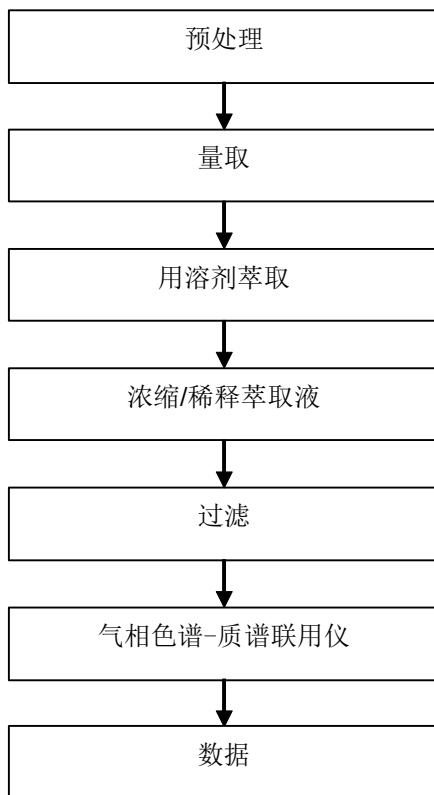 预处理
量取
用溶剂萃取
浓缩/稀释萃取液
过滤
气相色谱-质谱联用仪
数据